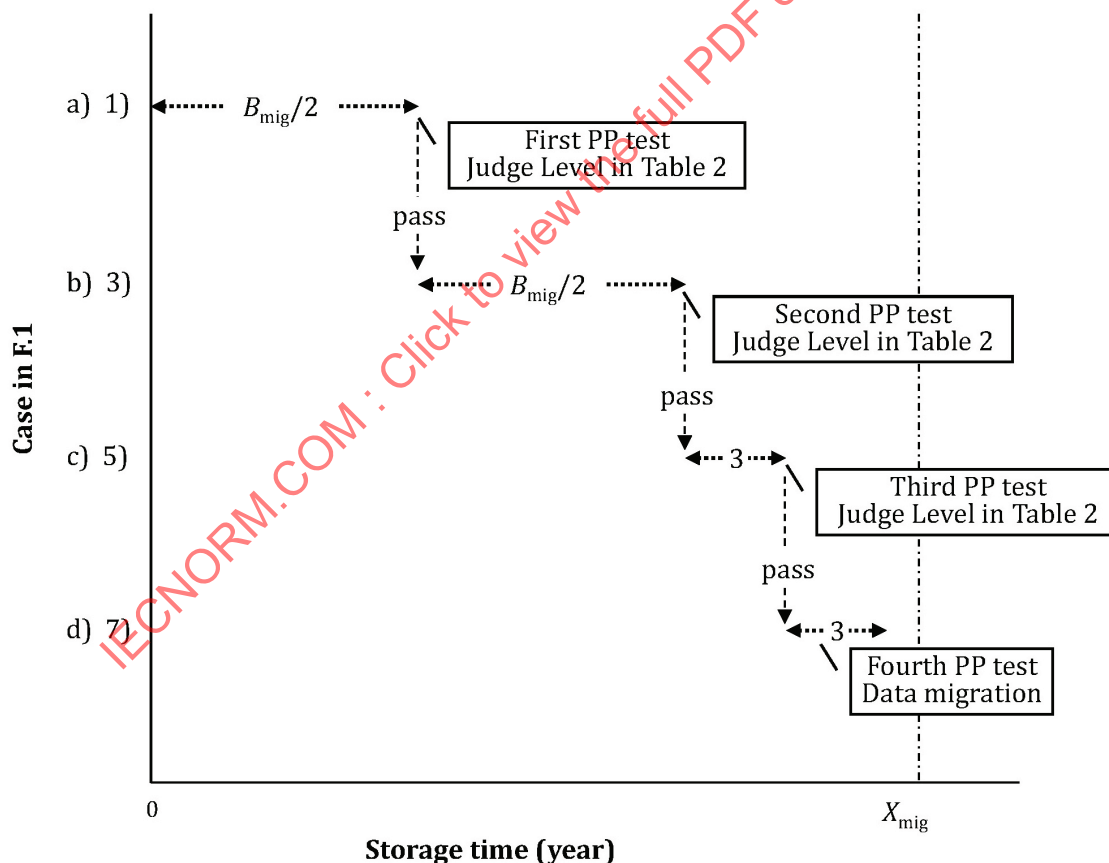 a) 1)
B_mig/2
First PP test
Judge Level in Table 2
pass
b) 3)
B_mig/2
Second PP test
Judge Level in Table 2
pass
c) 5)
3
Third PP test
Judge Level in Table 2
pass
d) 7)
3
Fourth PP test
Data migration
Case in F.1
0
X_mig
Storage time (year)
IECNORM.COM : Click to view the full PDF